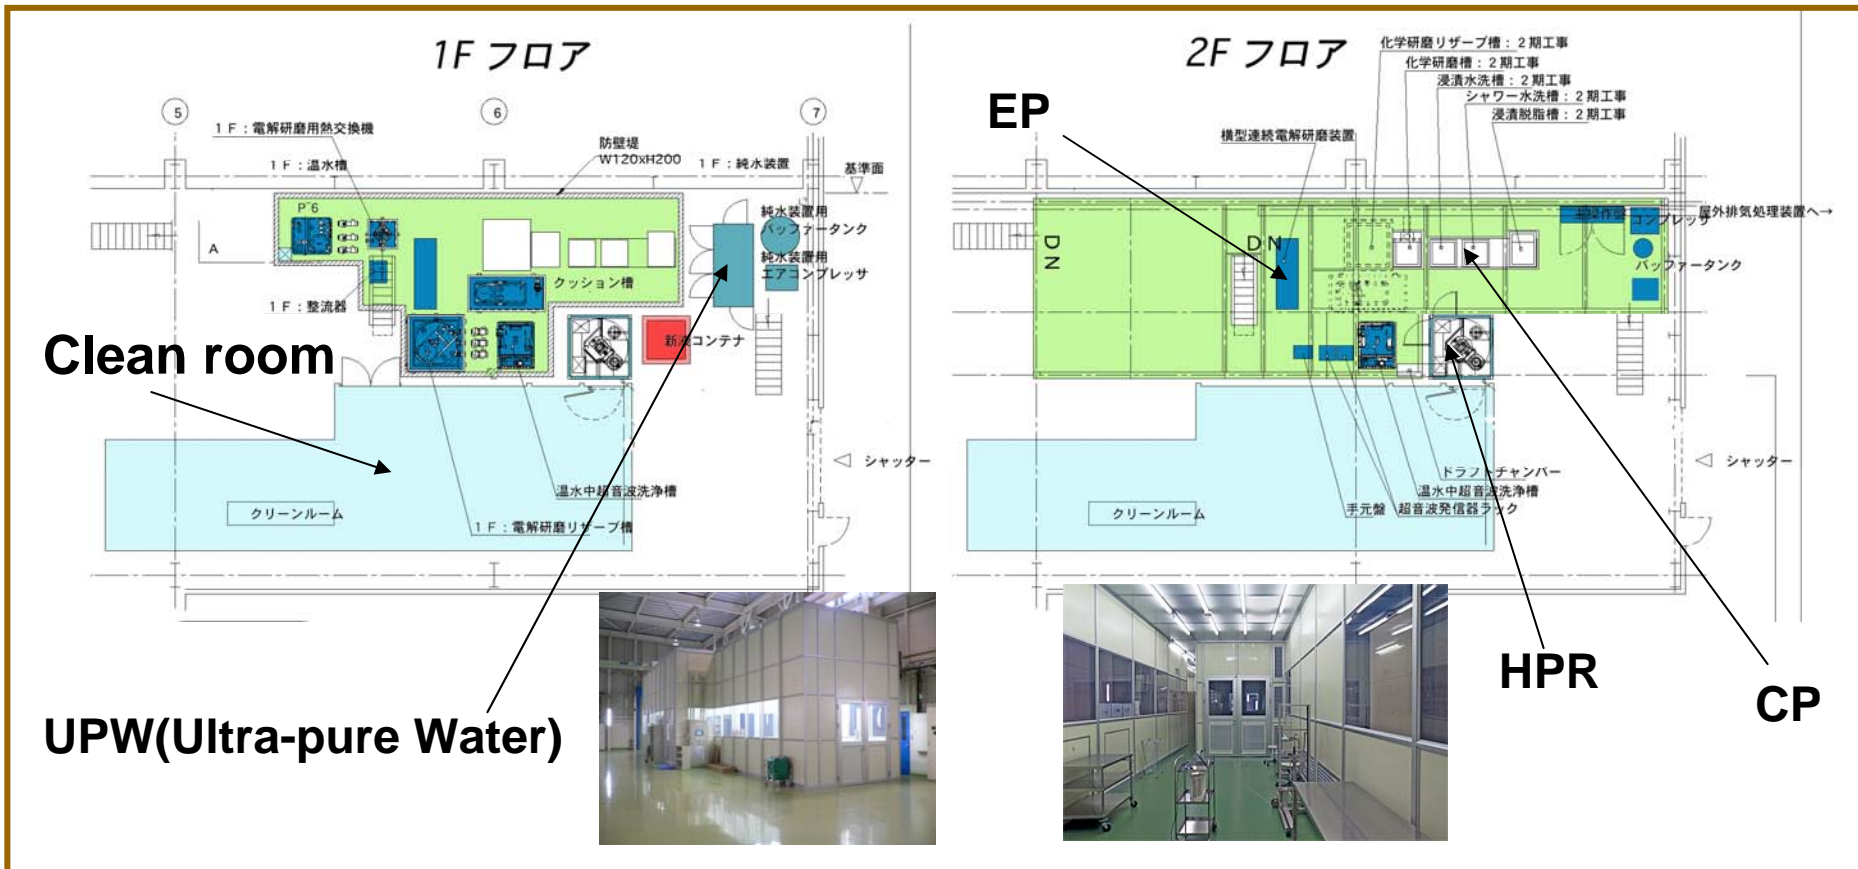 1F フロア
2F フロア
5
6
7
1F：電解研磨用熱交換機
1F：温水槽
防壁堤
W120xH200
1F：純水装置
基準面
P-6
A
純水装置用
バッファータンク
純水装置用
エアコンプレッサ
クッション槽
1F：整流器
新液コンテナ
Clean room
シャッター
温水中超音波洗浄槽
クリーンルーム
1F：電解研磨リザーブ槽
UPW(Ultra-pure Water)
化学研磨リザーブ槽：2期工事
化学研磨槽：2期工事
浸漬水洗槽：2期工事
シャワー水洗槽：2期工事
浸漬脱脂槽：2期工事
EP
横型連続電解研磨装置
屋外排気処理装置へ→
コンプレッサ
DN
DN
バッファータンク
シャッター
ドラフトチャンバー
温水中超音波洗浄槽
手元盤
超音波発信器ラック
クリーンルーム
HPR
CP